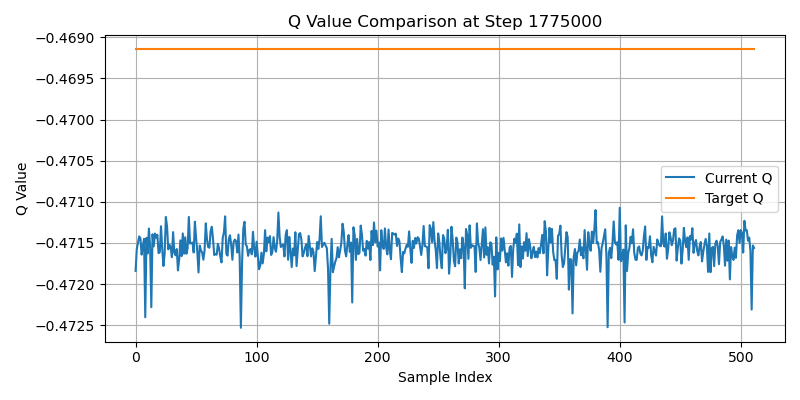 Q Value Comparison at Step 1775000
−0.4690
−0.4695
−0.4700
−0.4705
−0.4710
−0.4715
−0.4720
−0.4725
Q Value
Current Q
Target Q
0 100 200 300 400 500
Sample Index